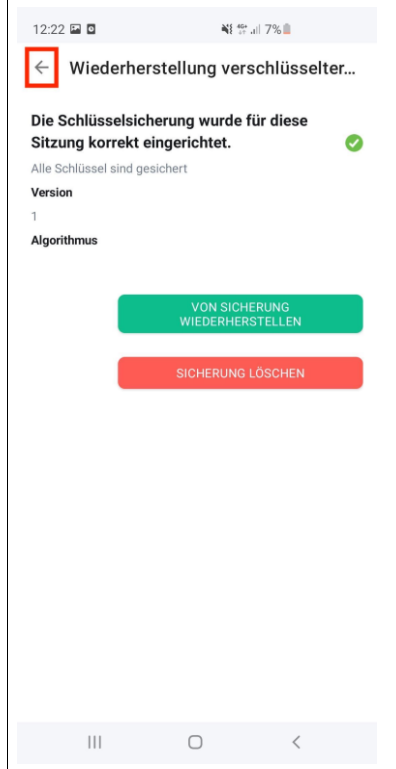 12:22
7%
Wiederherstellung verschlüsselter...
Die Schlüsselsicherung wurde für diese
Sitzung korrekt eingerichtet.
Alle Schlüssel sind gesichert
Version
1
Algorithmus
VON SICHERUNG
WIEDERHERSTELLEN
SICHERUNG LÖSCHEN